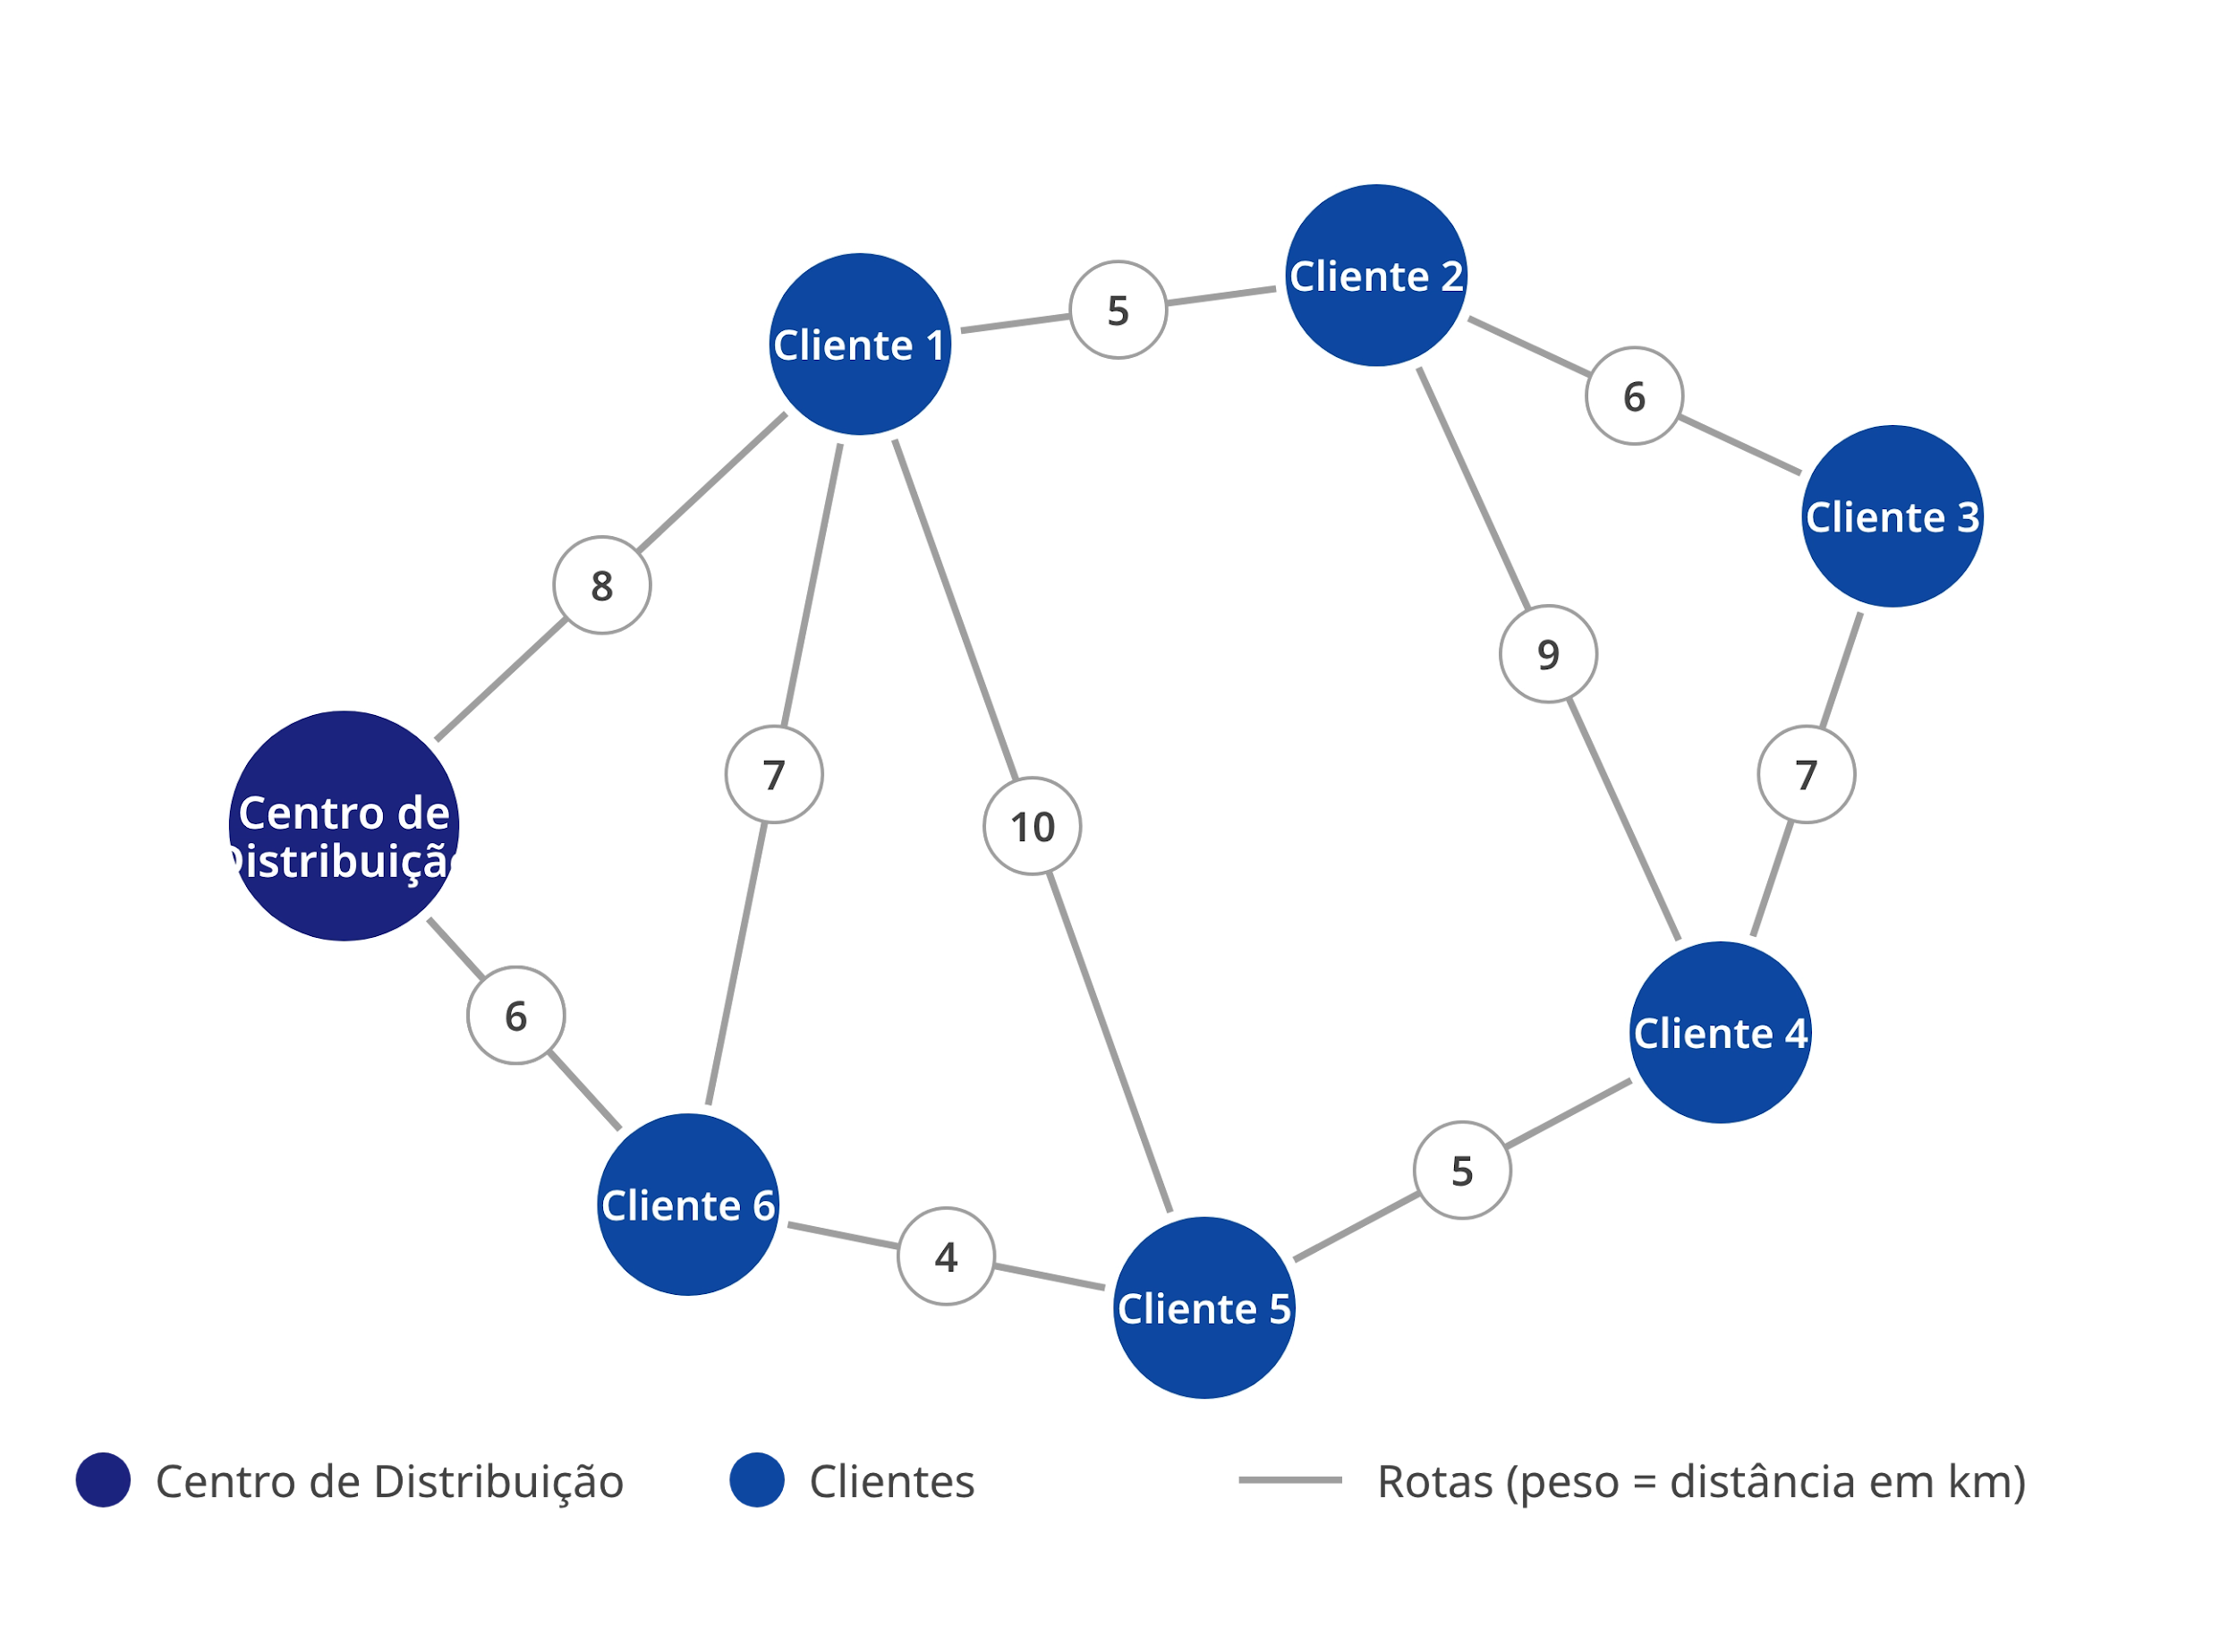 Cliente 2
5
Cliente 1
6
Cliente 3
8
9
7
7
10
Centro de
Distribuição
6
Cliente 4
5
Cliente 6
4
Cliente 5
Centro de Distribuição
Clientes
Rotas (peso = distância em km)